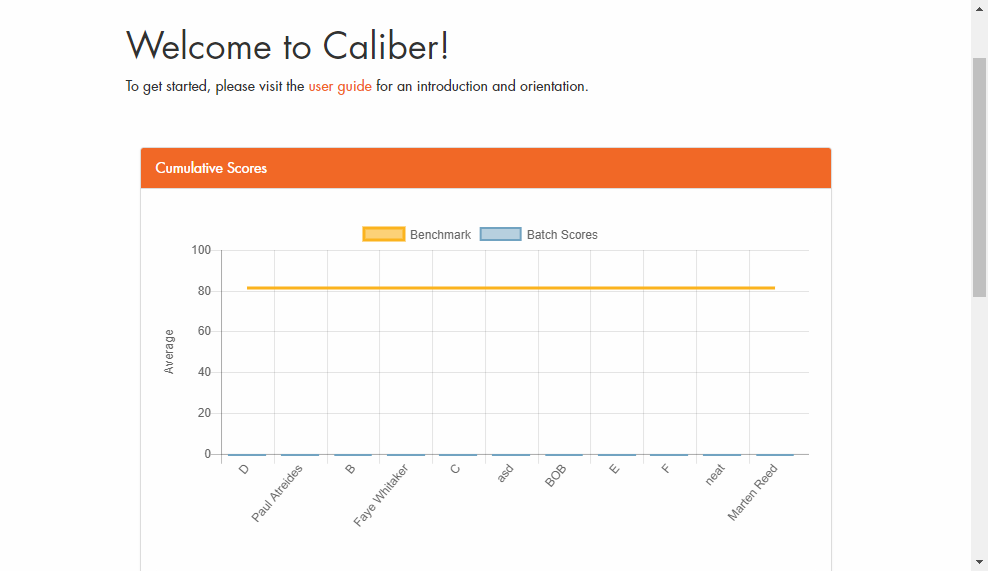 Welcome to Caliber!
To get started, please visit the user guide for an introduction and orientation.
Cumulative Scores
Benchmark Batch Scores
100
80
60
40
20
0
Average
D Paul Atreides B Faye Whitaker C asd BOB E F neat Marten Reed